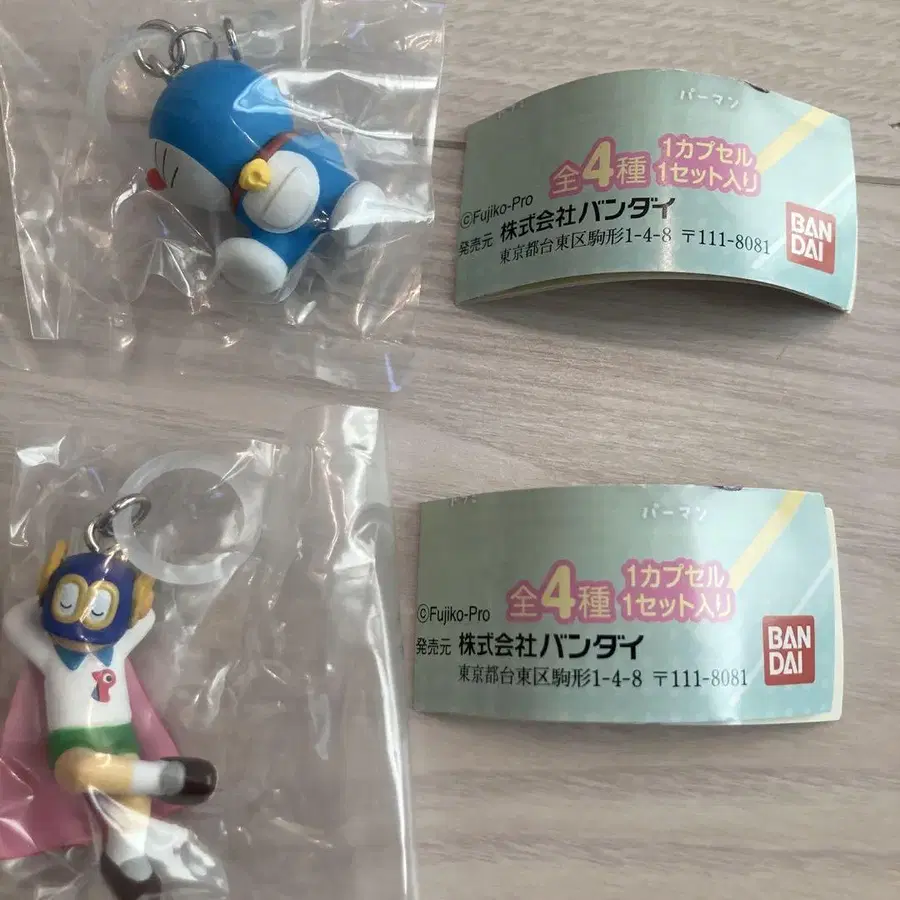 パーマン
全4種
1カプセル
1セット入り
©Fujiko-Pro
発売元 株式会社バンダイ
東京都台東区駒形1-4-8 〒111-8081
BAN
DAI
パーマン
全4種
1カプセル
1セット入り
©Fujiko-Pro
発売元 株式会社バンダイ
東京都台東区駒形1-4-8 〒111-8081
BAN
DAI